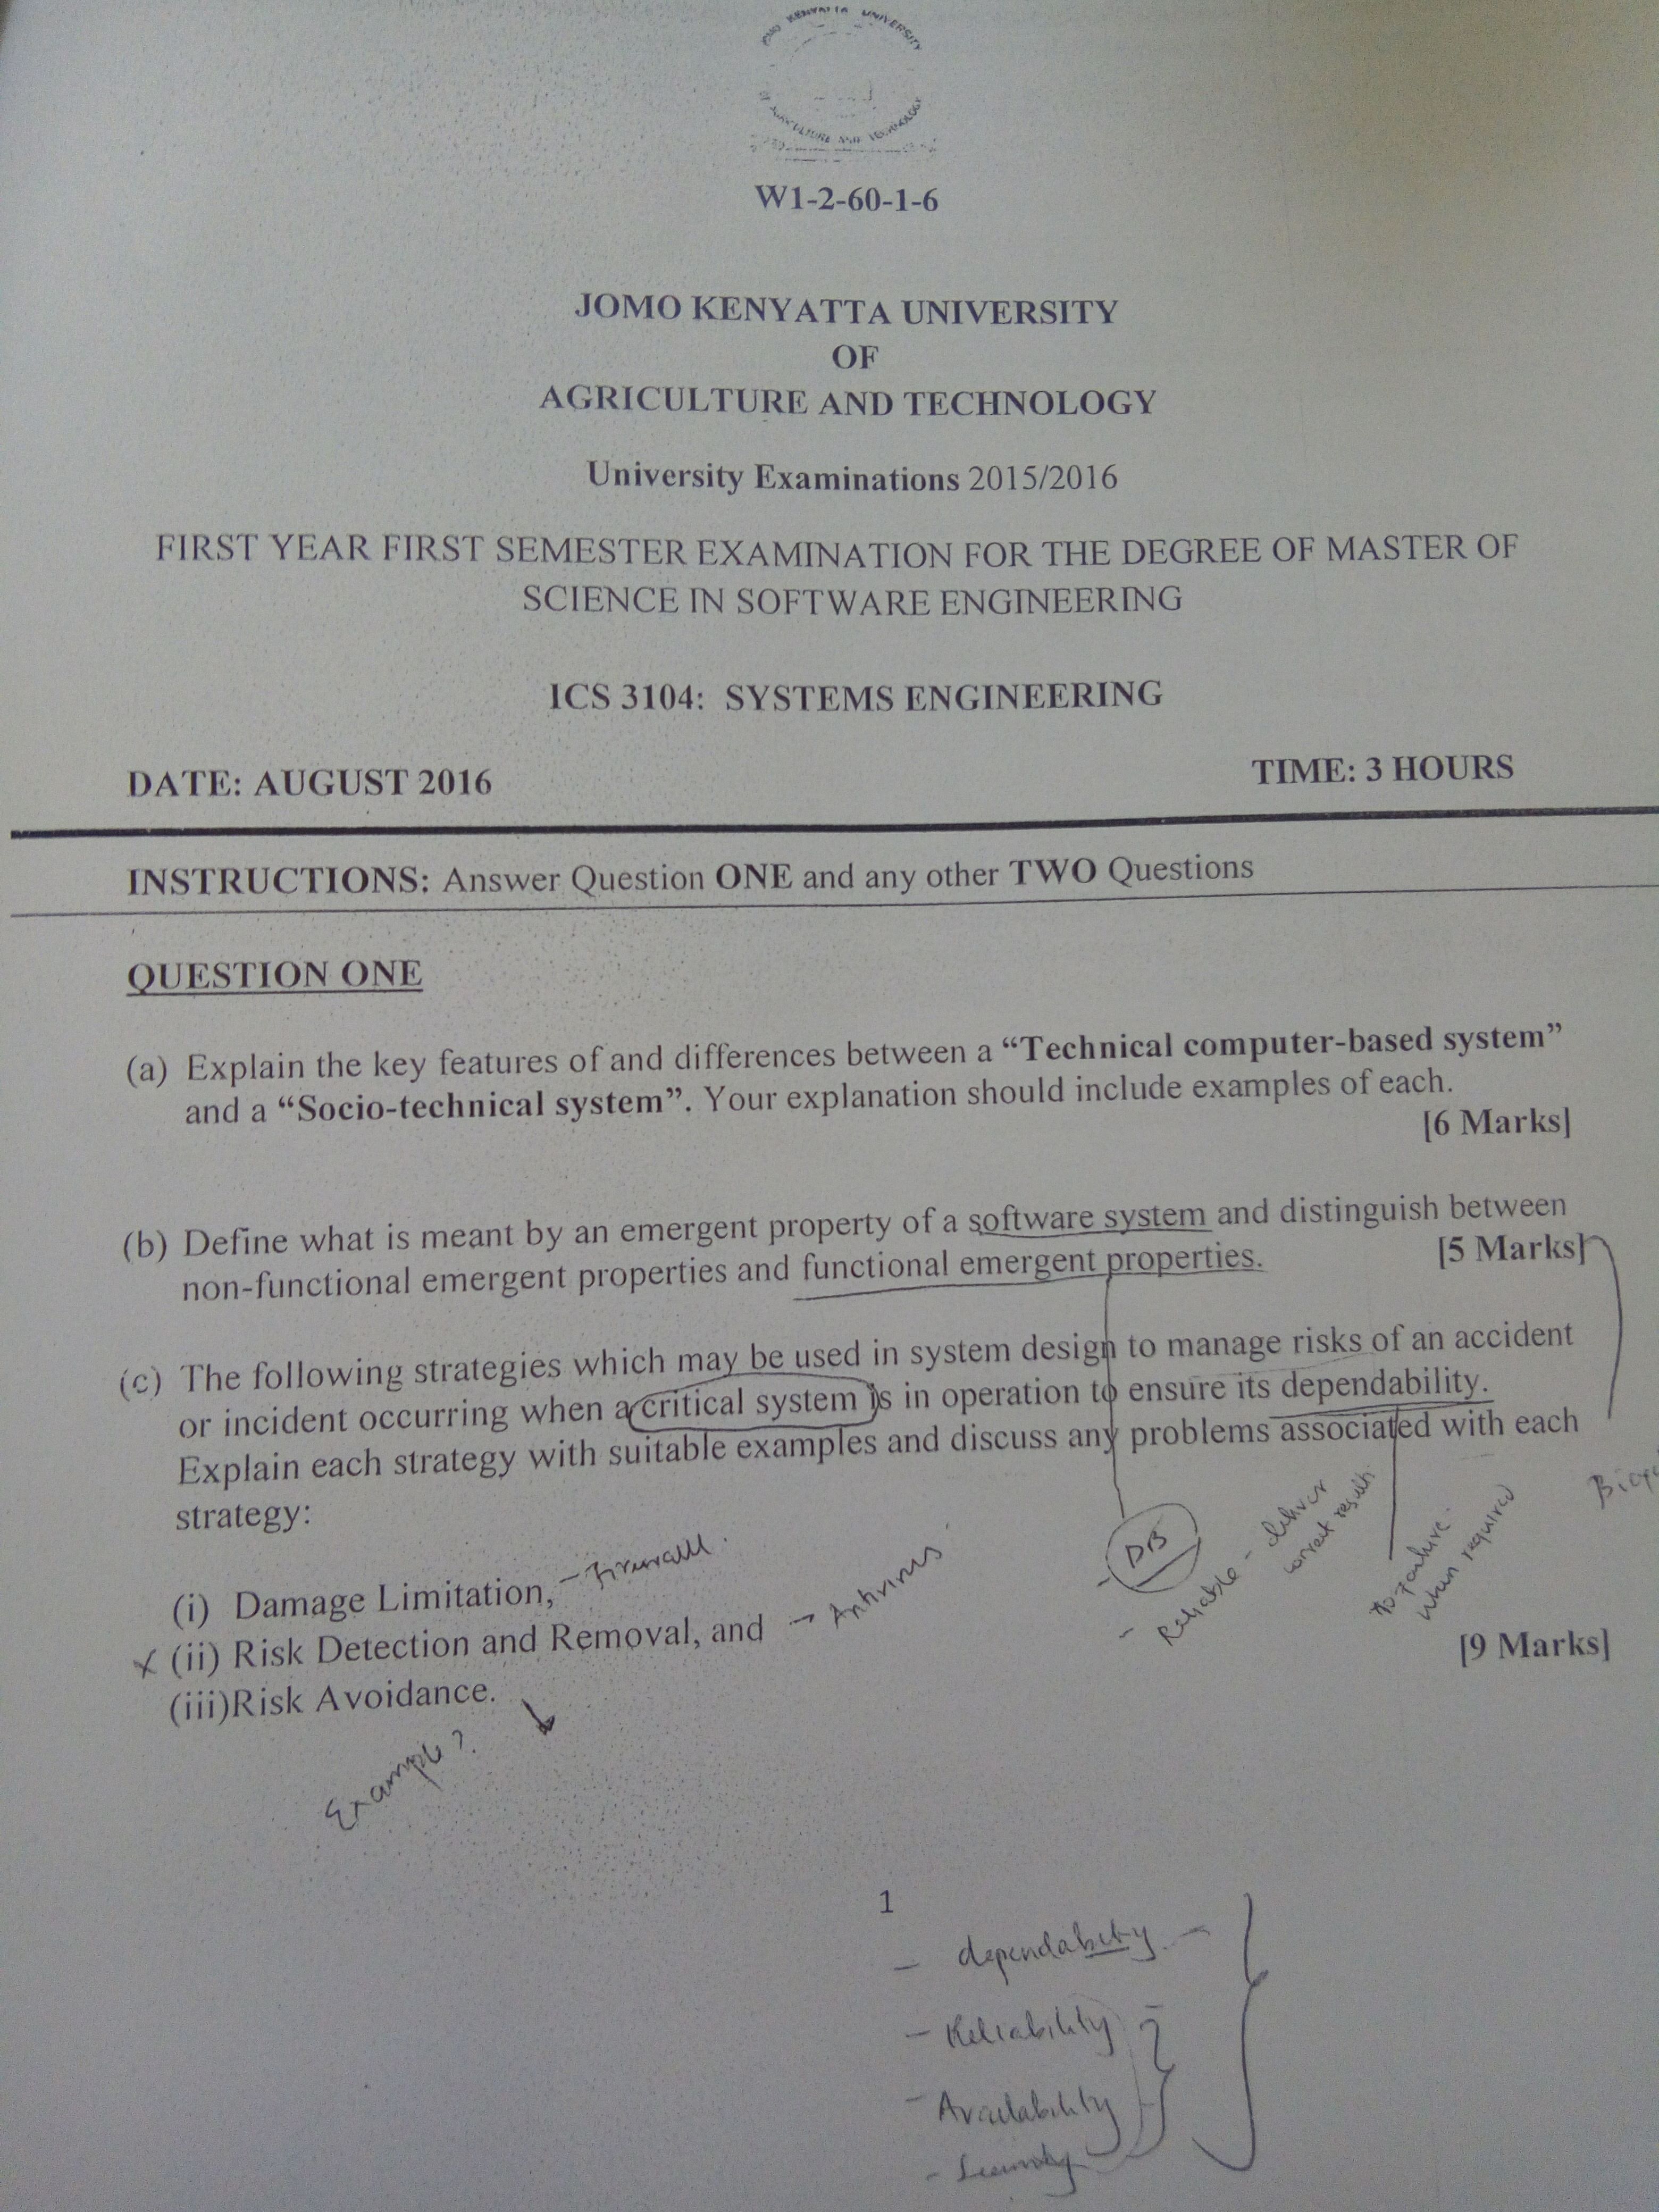 JOMO KENYATTA UNIVERSITY
OF AGRICULTURE AND TECHNOLOGY
W1-2-60-1-6
JOMO KENYATTA UNIVERSITY
OF
AGRICULTURE AND TECHNOLOGY
University Examinations 2015/2016
FIRST YEAR FIRST SEMESTER EXAMINATION FOR THE DEGREE OF MASTER OF
SCIENCE IN SOFTWARE ENGINEERING
ICS 3104: SYSTEMS ENGINEERING
DATE: AUGUST 2016 TIME: 3 HOURS
INSTRUCTIONS: Answer Question ONE and any other TWO Questions
QUESTION ONE
(a) Explain the key features of and differences between a “Technical computer-based system”
and a “Socio-technical system”. Your explanation should include examples of each.
[6 Marks]
(b) Define what is meant by an emergent property of a software system and distinguish between
non-functional emergent properties and functional emergent properties. [5 Marks]
(c) The following strategies which may be used in system design to manage risks of an accident
or incident occurring when a critical system is in operation to ensure its dependability.
Explain each strategy with suitable examples and discuss any problems associated with each
strategy:
(i) Damage Limitation, - Firewall.
x (ii) Risk Detection and Removal, and → Antivirus
(iii)Risk Avoidance.
[9 Marks]
Example?
DB
- Reliable - deliver
correct results
No failure.
when required
1
- dependability. -
- Reliability
- Availability
- Security